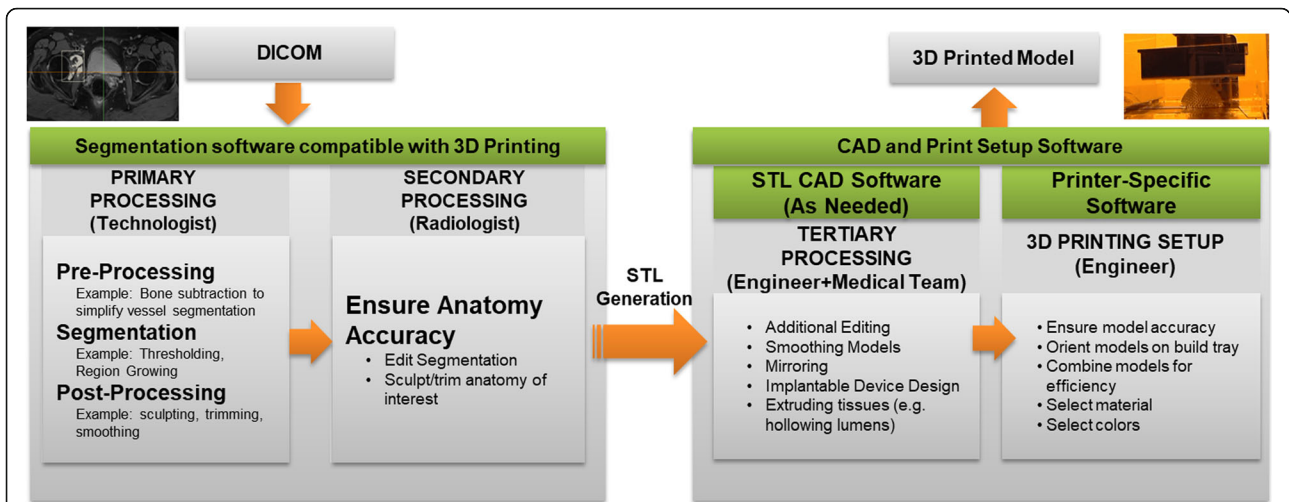 DICOM
Segmentation software compatible with 3D Printing
PRIMARY
PROCESSING
(Technologist)
Pre-Processing
Example: Bone subtraction to
simplify vessel segmentation
Segmentation
Example: Thresholding,
Region Growing
Post-Processing
Example: sculpting, trimming,
smoothing
SECONDARY
PROCESSING
(Radiologist)
Ensure Anatomy
Accuracy
• Edit Segmentation
• Sculpt/trim anatomy of
interest
STL
Generation
3D Printed Model
CAD and Print Setup Software
STL CAD Software
(As Needed)
TERTIARY
PROCESSING
(Engineer+Medical Team)
• Additional Editing
• Smoothing Models
• Mirroring
• Implantable Device Design
• Extruding tissues (e.g.
hollowing lumens)
Printer-Specific
Software
3D PRINTING SETUP
(Engineer)
• Ensure model accuracy
• Orient models on build tray
• Combine models for
efficiency
• Select material
• Select colors